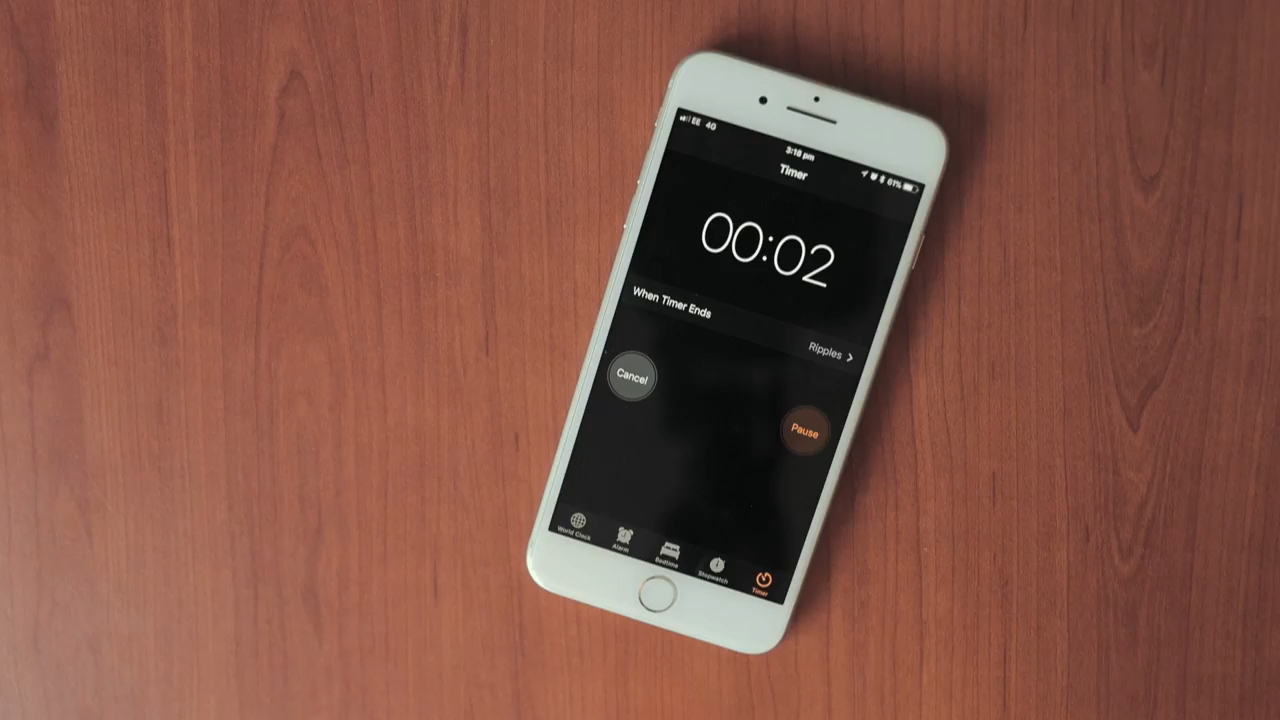 EE 4G
3:18 pm
61%
Timer
00:02
When Timer Ends
Ripples
Cancel
Pause
World Clock
Alarm
Bedtime
Stopwatch
Timer